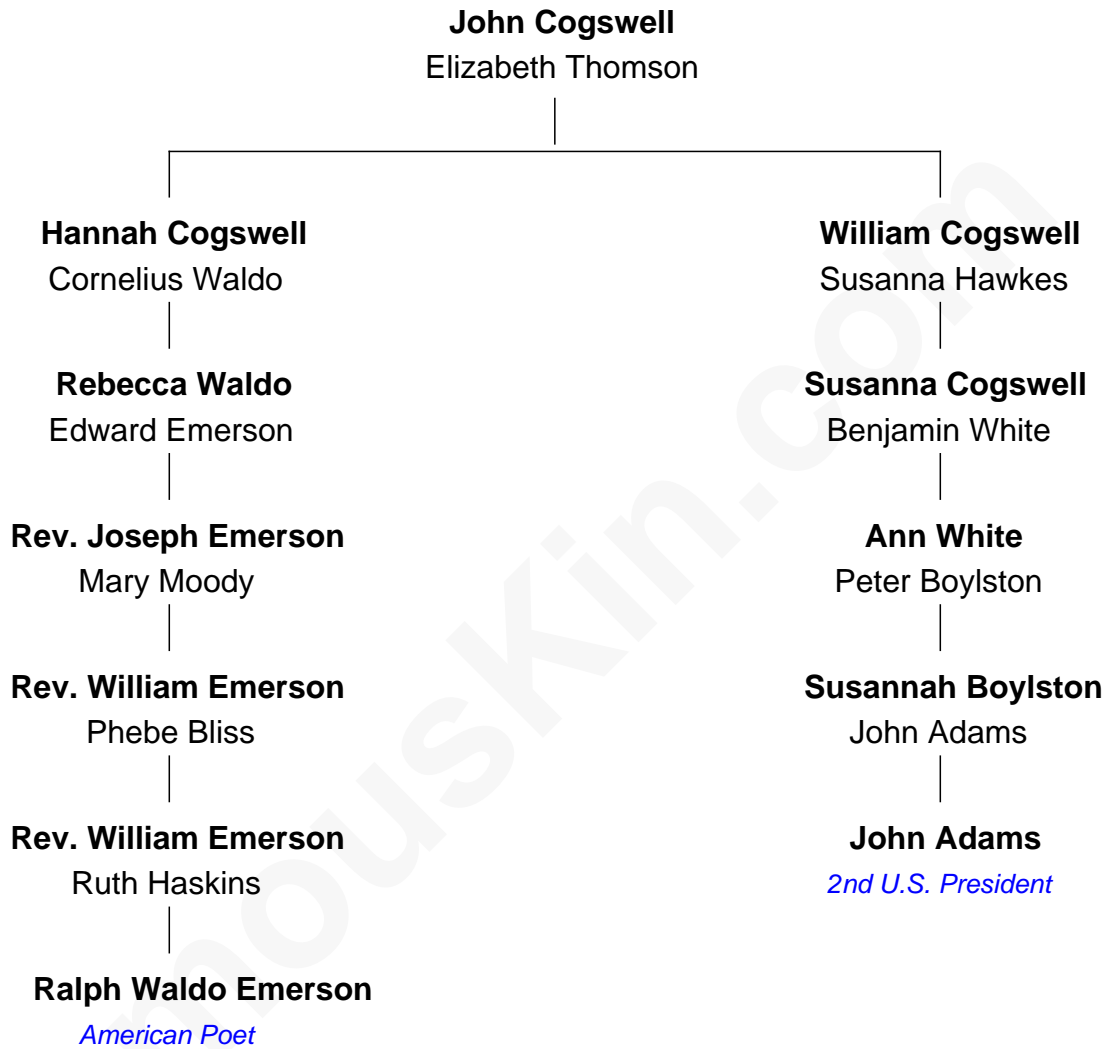 John Cogswell
Elizabeth Thomson
Hannah Cogswell
Cornelius Waldo
William Cogswell
Susanna Hawkes
Rebecca Waldo
Edward Emerson
Susanna Cogswell
Benjamin White
Rev. Joseph Emerson
Mary Moody
Ann White
Peter Boylston
Rev. William Emerson
Phebe Bliss
Susannah Boylston
John Adams
Rev. William Emerson
Ruth Haskins
John Adams
2nd U.S. President
Ralph Waldo Emerson
American Poet
mouskin.com